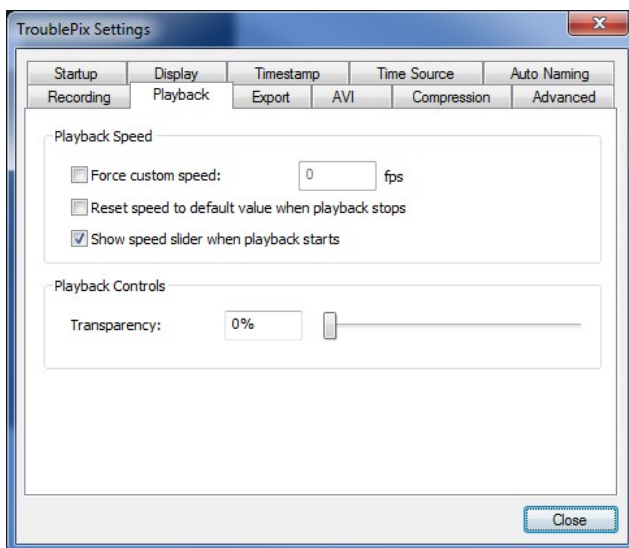 TroublePix Settings
Startup Display Timestamp Time Source Auto Naming
Recording Playback Export AVI Compression Advanced
Playback Speed
Force custom speed: 0 fps
Reset speed to default value when playback stops
Show speed slider when playback starts
Playback Controls
Transparency: 0%
Close